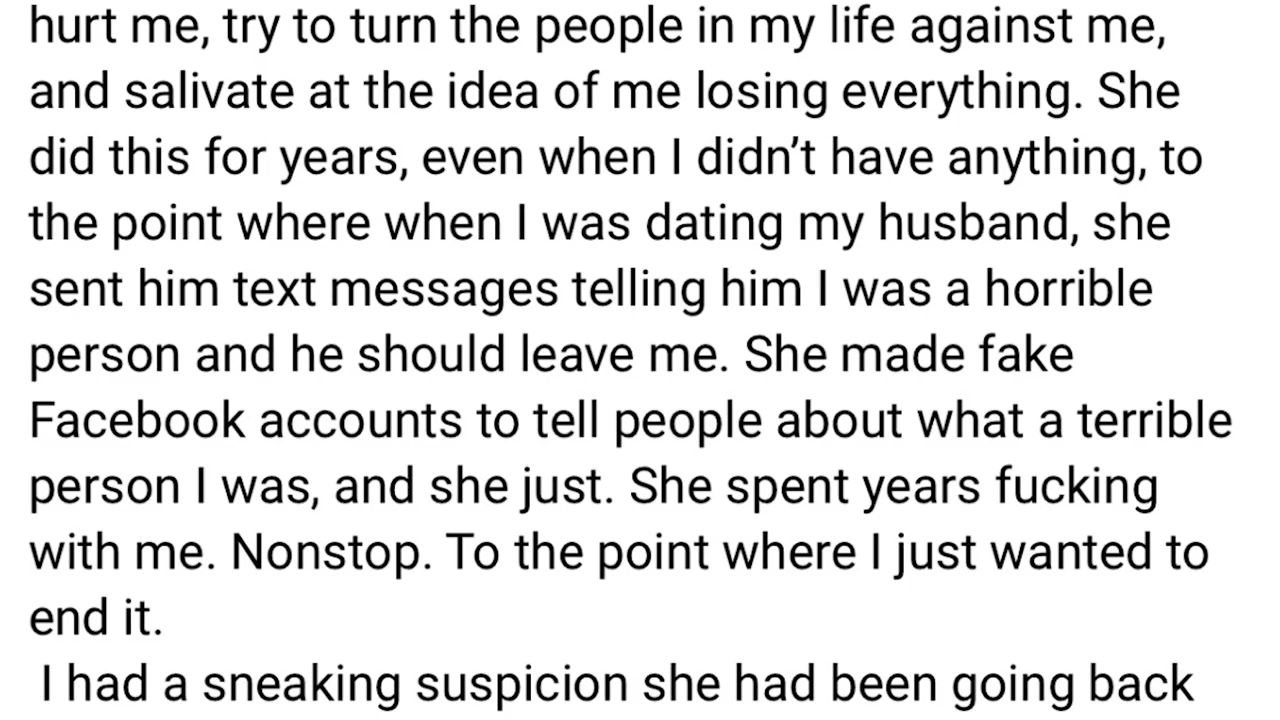 hurt me, try to turn the people in my life against me,
and salivate at the idea of me losing everything. She
did this for years, even when I didn’t have anything, to
the point where when I was dating my husband, she
sent him text messages telling him I was a horrible
person and he should leave me. She made fake
Facebook accounts to tell people about what a terrible
person I was, and she just. She spent years fucking
with me. Nonstop. To the point where I just wanted to
end it.
I had a sneaking suspicion she had been going back